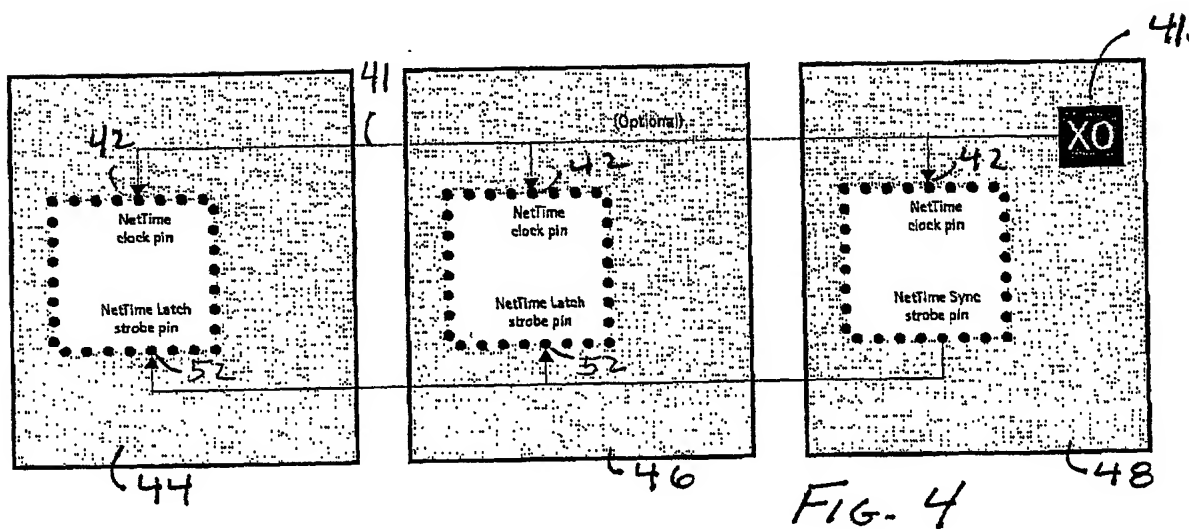 41.
41
(Optional)
XO
42
42
42
NetTime
clock pin
NetTime
clock pin
NetTime
clock pin
NetTime Latch
strobe pin
NetTime Latch
strobe pin
NetTime Sync
strobe pin
52
52
44
46
48
FIG. 4